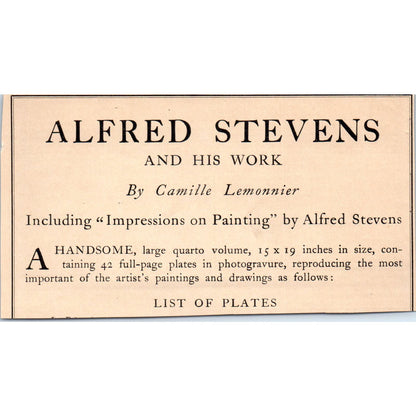 ALFRED STEVENS
AND HIS WORK
By Camille Lemonnier
Including "Impressions on Painting" by Alfred Stevens
A HANDSOME, large quarto volume, 15 x 19 inches in size, con-
taining 42 full-page plates in photogravure, reproducing the most
important of the artist's paintings and drawings as follows:
LIST OF PLATES